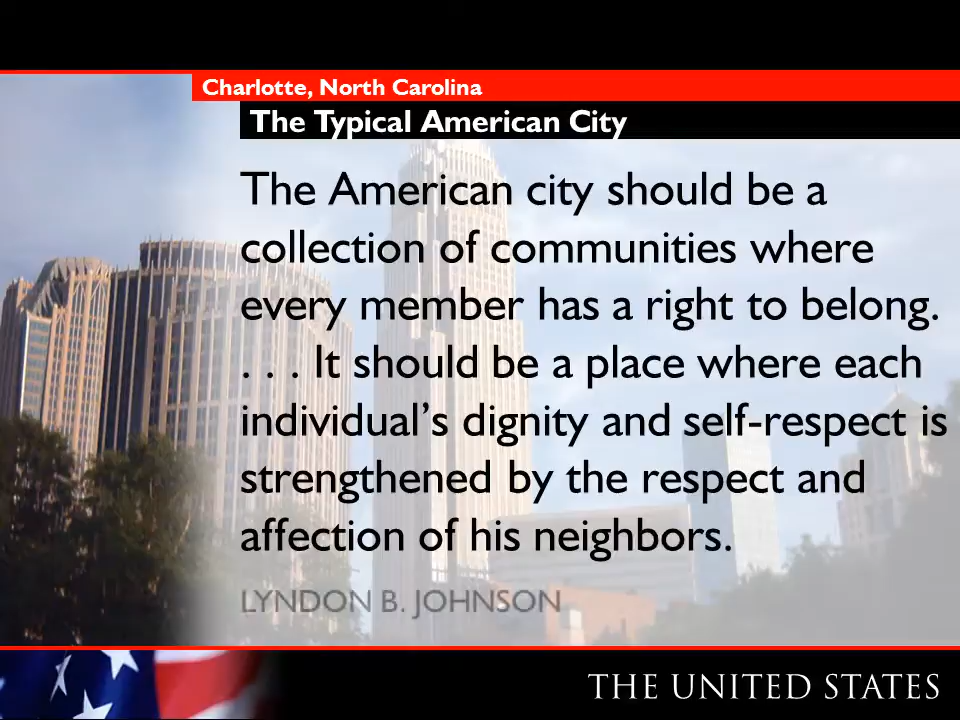 Charlotte, North Carolina
The Typical American City
The American city should be a
collection of communities where
every member has a right to belong.
. . . It should be a place where each
individual’s dignity and self-respect is
strengthened by the respect and
affection of his neighbors.
LYNDON B. JOHNSON
THE UNITED STATES